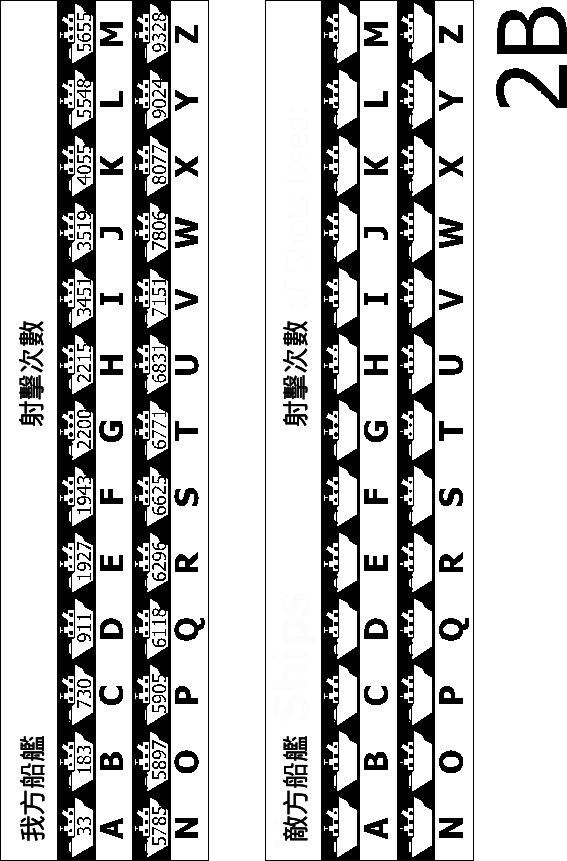 2B
我方船艦 射擊次數
33 183 730 911 1927 1943 2200 2215 3451 3519 4055 5548 5655
A B C D E F G H I J K L M
5785 5897 5905 6118 6296 6625 6771 6831 7151 7806 8077 9024 9328
N O P Q R S T U V W X Y Z
敵方船艦 射擊次數
A B C D E F G H I J K L M
N O P Q R S T U V W X Y Z